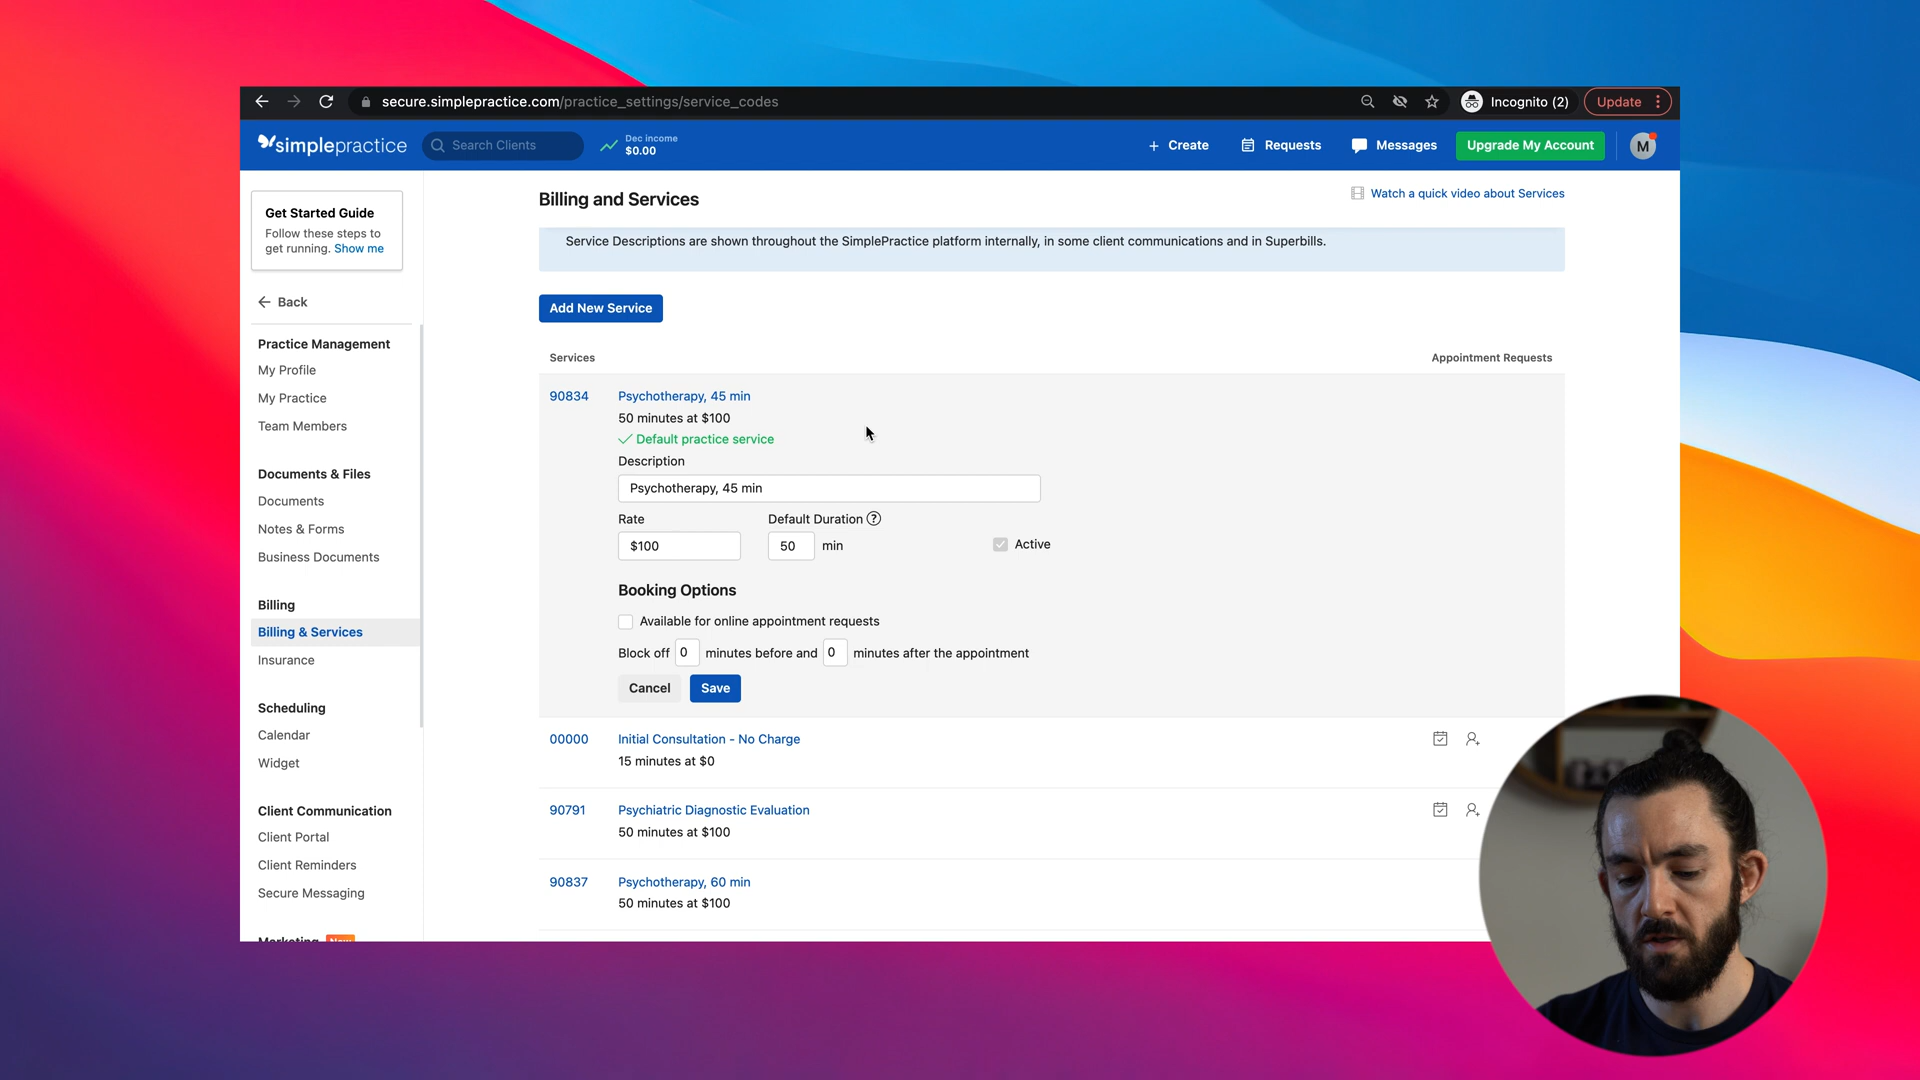 secure.simplepractice.com/practice_settings/service_codes
Incognito (2)
Update
simplepractice
Search Clients
Dec income
$0.00
+ Create
Requests
Messages
Upgrade My Account
M
Get Started Guide
Follow these steps to
get running. Show me
Back
Practice Management
My Profile
My Practice
Team Members
Documents & Files
Documents
Notes & Forms
Business Documents
Billing
Billing & Services
Insurance
Scheduling
Calendar
Widget
Client Communication
Client Portal
Client Reminders
Secure Messaging
Marketing New
Billing and Services
Watch a quick video about Services
Service Descriptions are shown throughout the SimplePractice platform internally, in some client communications and in Superbills.
Add New Service
Services
Appointment Requests
90834 Psychotherapy, 45 min
50 minutes at $100
Default practice service
Description
Psychotherapy, 45 min
Rate
Default Duration ?
$100
50 min
Active
Booking Options
Available for online appointment requests
Block off 0 minutes before and 0 minutes after the appointment
Cancel
Save
00000 Initial Consultation - No Charge
15 minutes at $0
90791 Psychiatric Diagnostic Evaluation
50 minutes at $100
90837 Psychotherapy, 60 min
50 minutes at $100